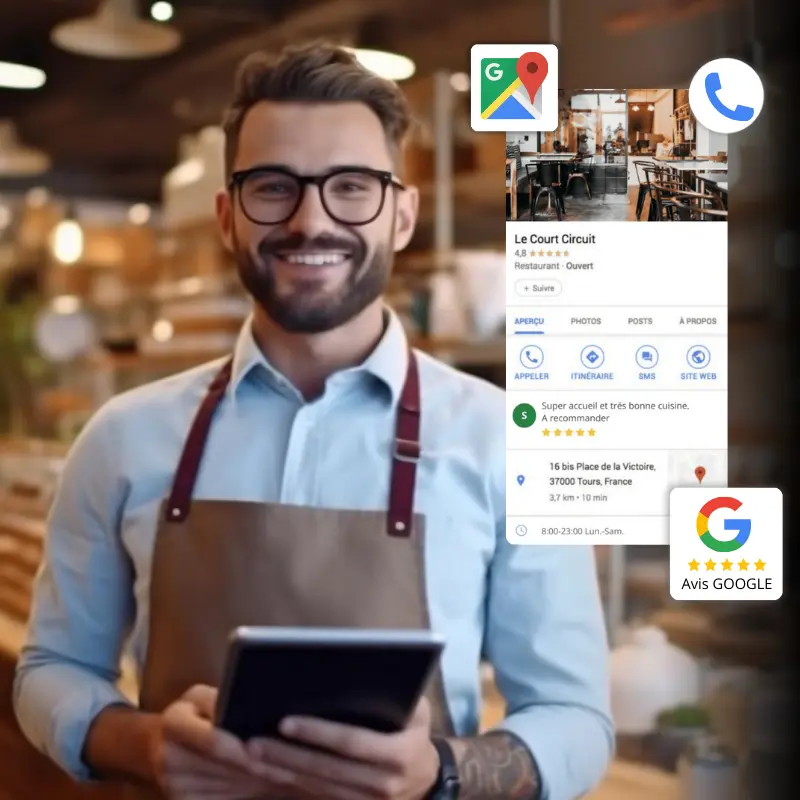 G
Le Court Circuit
4,8 ★★★★★
Restaurant · Ouvert
+ Suivre
APERÇU PHOTOS POSTS À PROPOS
APPELER ITINÉRAIRE SMS SITE WEB
S
Super accueil et trés bonne cuisine.
A recommander
16 bis Place de la Victoire,
37000 Tours, France
3,7 km • 10 min
8:00-23:00 Lun.-Sam.
G
Avis GOOGLE